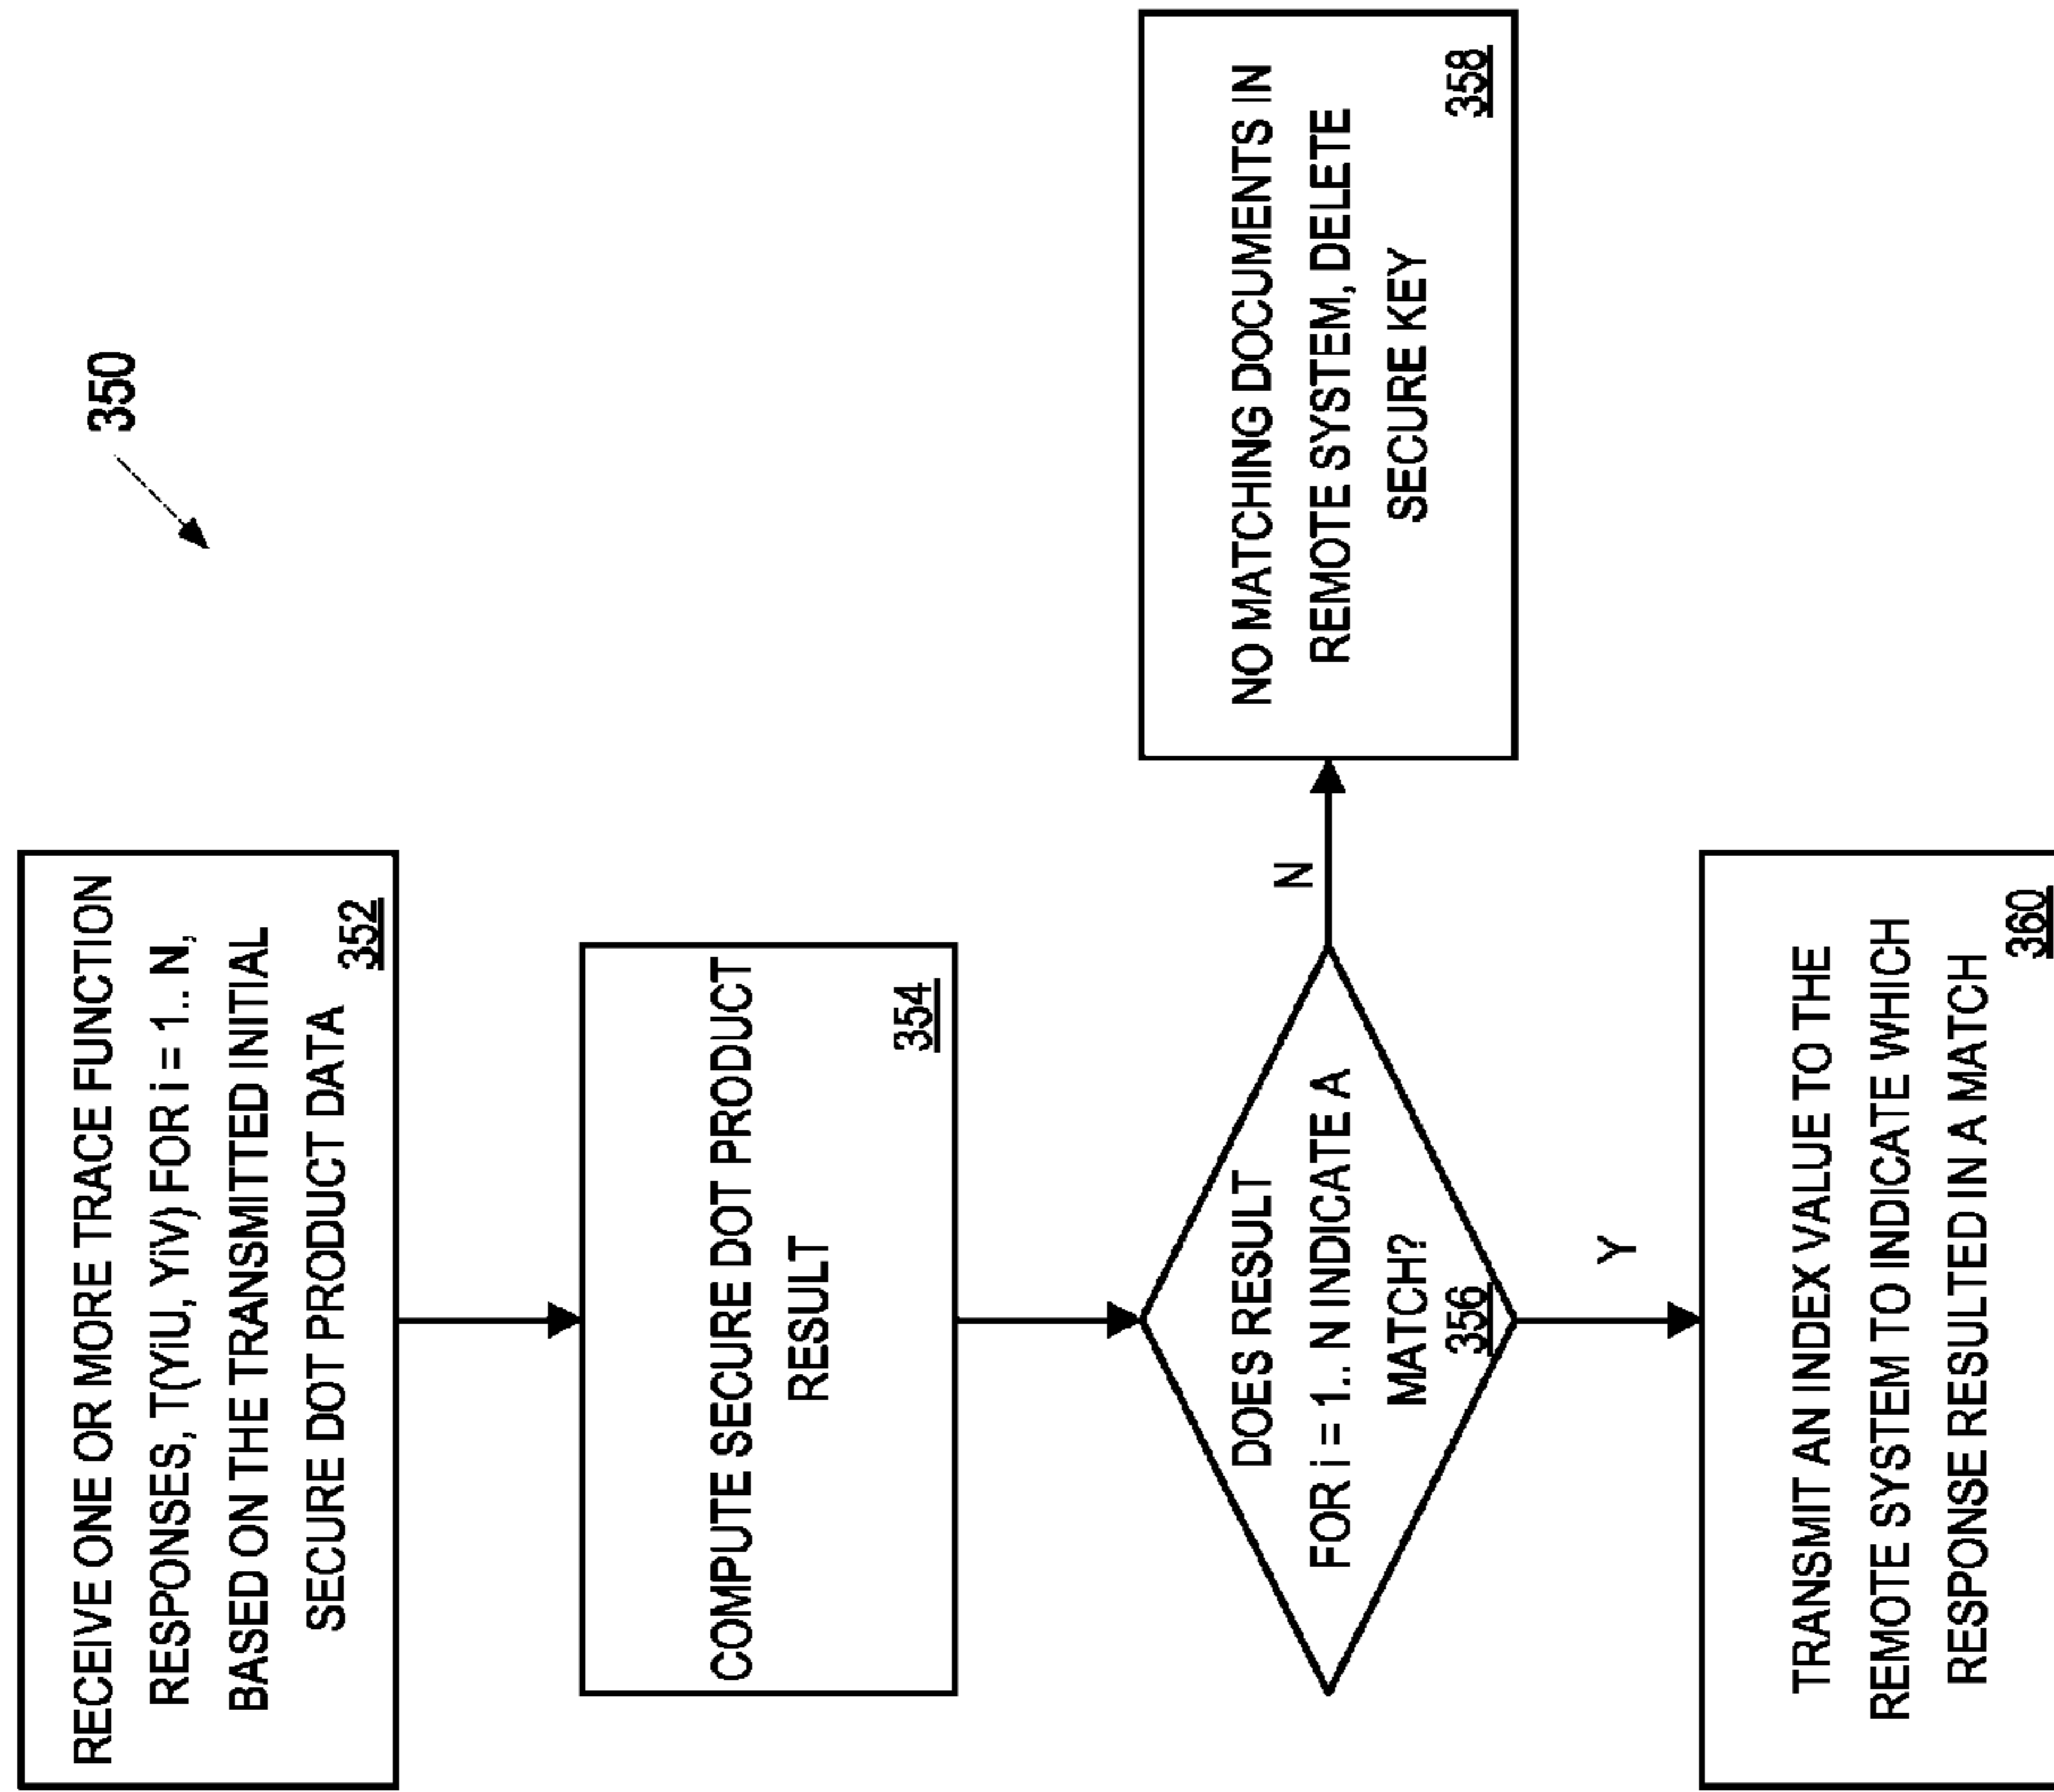 350
RECEIVE ONE OR MORE TRACE FUNCTION
RESPONSES, T(YiU, YiV) FOR i = 1.. N,
BASED ON THE TRANSMITTED INITIAL
SECURE DOT PRODUCT DATA
352
COMPUTE SECURE DOT PRODUCT
RESULT
354
DOES RESULT
FOR i = 1.. N INDICATE A
MATCH?
356
N
NO MATCHING DOCUMENTS IN
REMOTE SYSTEM, DELETE
SECURE KEY
358
Y
TRANSMIT AN INDEX VALUE TO THE
REMOTE SYSTEM TO INDICATE WHICH
RESPONSE RESULTED IN A MATCH
360